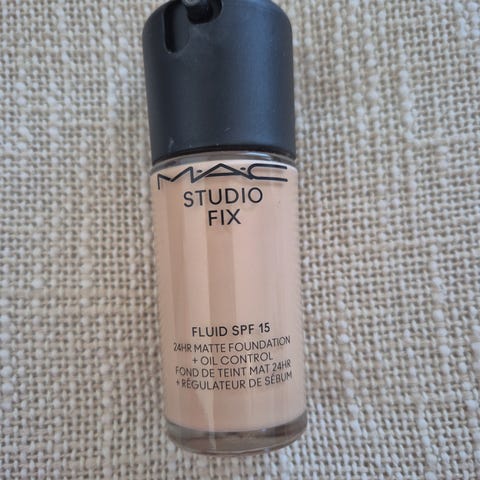 M·A·C
STUDIO
FIX
FLUID SPF 15
24HR MATTE FOUNDATION
+ OIL CONTROL
FOND DE TEINT MAT 24HR
+ RÉGULATEUR DE SÉBUM